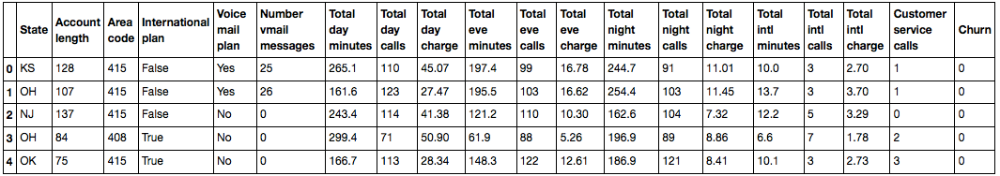 State Account length Area code International plan Voice mail plan Number vmail messages Total day minutes Total day calls Total day charge Total eve minutes Total eve calls Total eve charge Total night minutes Total night calls Total night charge Total intl minutes Total intl calls Total intl charge Customer service calls Churn
0 KS 128 415 False Yes 25 265.1 110 45.07 197.4 99 16.78 244.7 91 11.01 10.0 3 2.70 1 0
1 OH 107 415 False Yes 26 161.6 123 27.47 195.5 103 16.62 254.4 103 11.45 13.7 3 3.70 1 0
2 NJ 137 415 False No 0 243.4 114 41.38 121.2 110 10.30 162.6 104 7.32 12.2 5 3.29 0 0
3 OH 84 408 True No 0 299.4 71 50.90 61.9 88 5.26 196.9 89 8.86 6.6 7 1.78 2 0
4 OK 75 415 True No 0 166.7 113 28.34 148.3 122 12.61 186.9 121 8.41 10.1 3 2.73 3 0